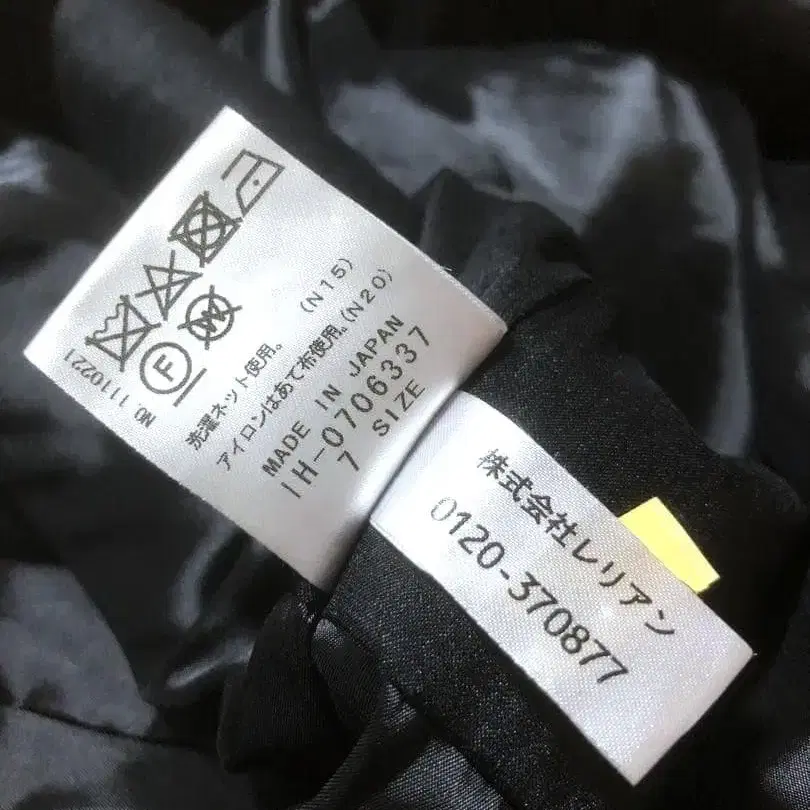 F
W
NO.1110221
洗濯ネット使用。 (N15)
アイロンはあて布使用。(N20)
MADE IN JAPAN
IH-0706337
7 SIZE
株式会社レリアン
0120-370877